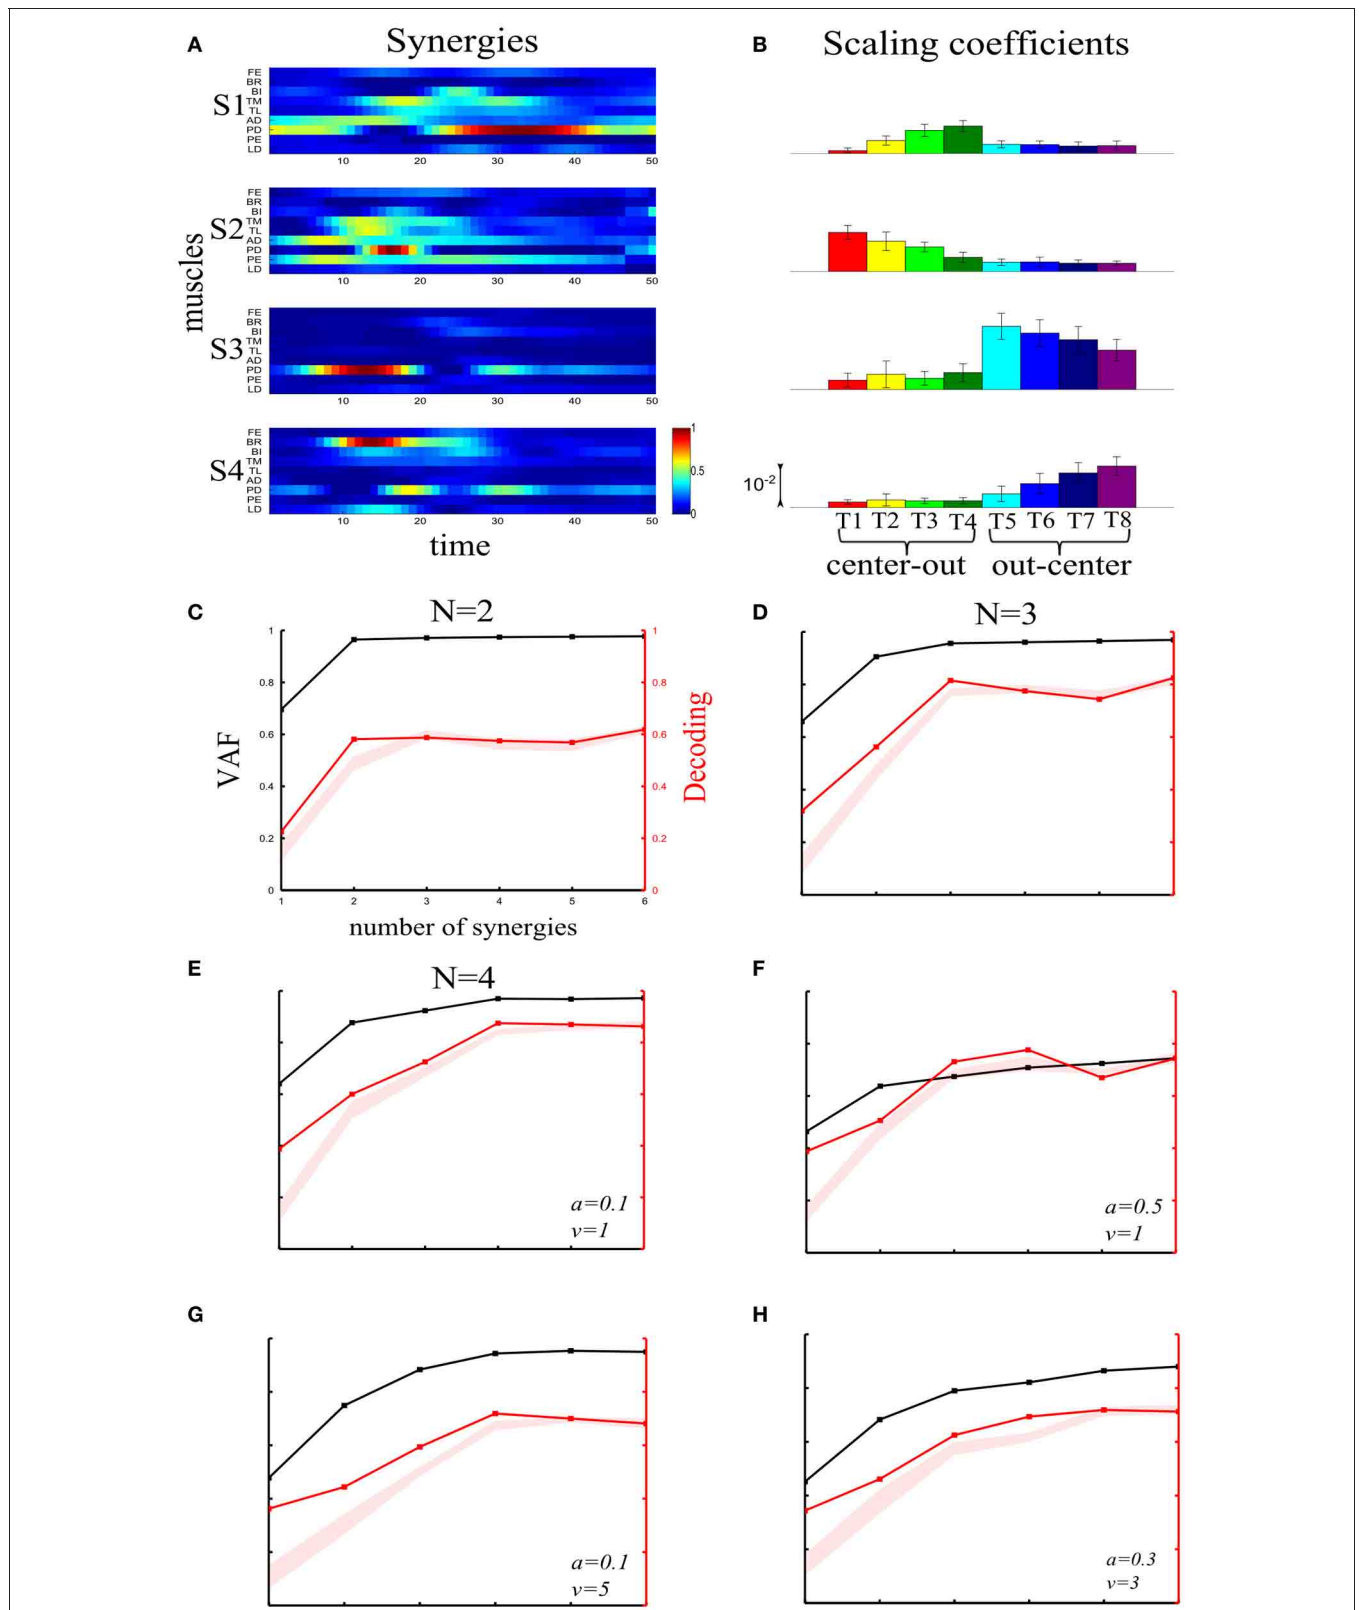 A
Synergies
B
Scaling coefficients
muscles
S1
FE
BR
BI
TM
TL
AD
PD
PE
LD
10
20
30
40
50
S2
FE
BR
BI
TM
TL
AD
PD
PE
LD
10
20
30
40
50
S3
FE
BR
BI
TM
TL
AD
PD
PE
LD
10
20
30
40
50
S4
FE
BR
BI
TM
TL
AD
PD
PE
LD
10
20
30
40
50
time
1
0.5
0
10⁻²
T1 T2 T3 T4 T5 T6 T7 T8
center-out out-center
C
N=2
VAF
1
0.8
0.6
0.4
0.2
0
1 2 3 4 5 6
number of synergies
1
0.8
0.6
0.4
0.2
0
Decoding
D
N=3
E
N=4
a=0.1
v=1
F
a=0.5
v=1
G
a=0.1
v=5
H
a=0.3
v=3